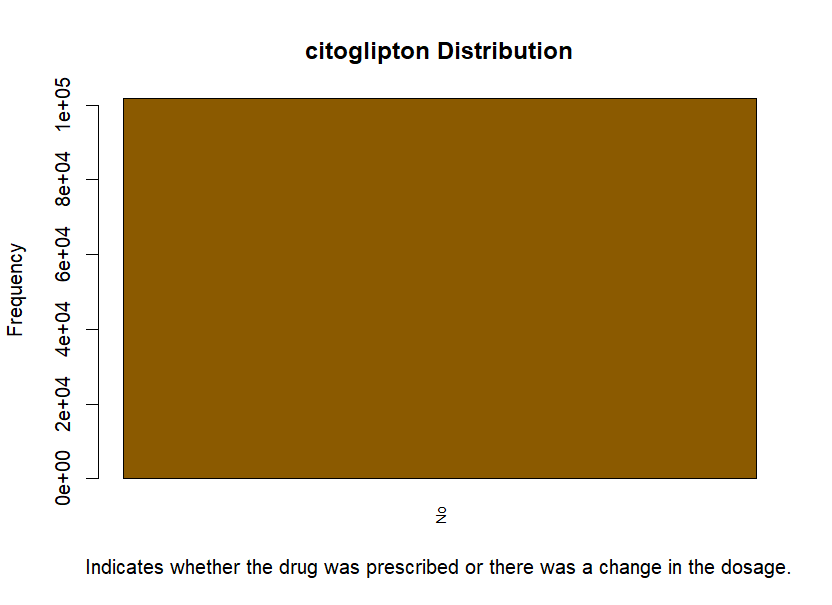 citoglipton Distribution
Frequency
1e+05
8e+04
6e+04
4e+04
2e+04
0e+00
No
Indicates whether the drug was prescribed or there was a change in the dosage.